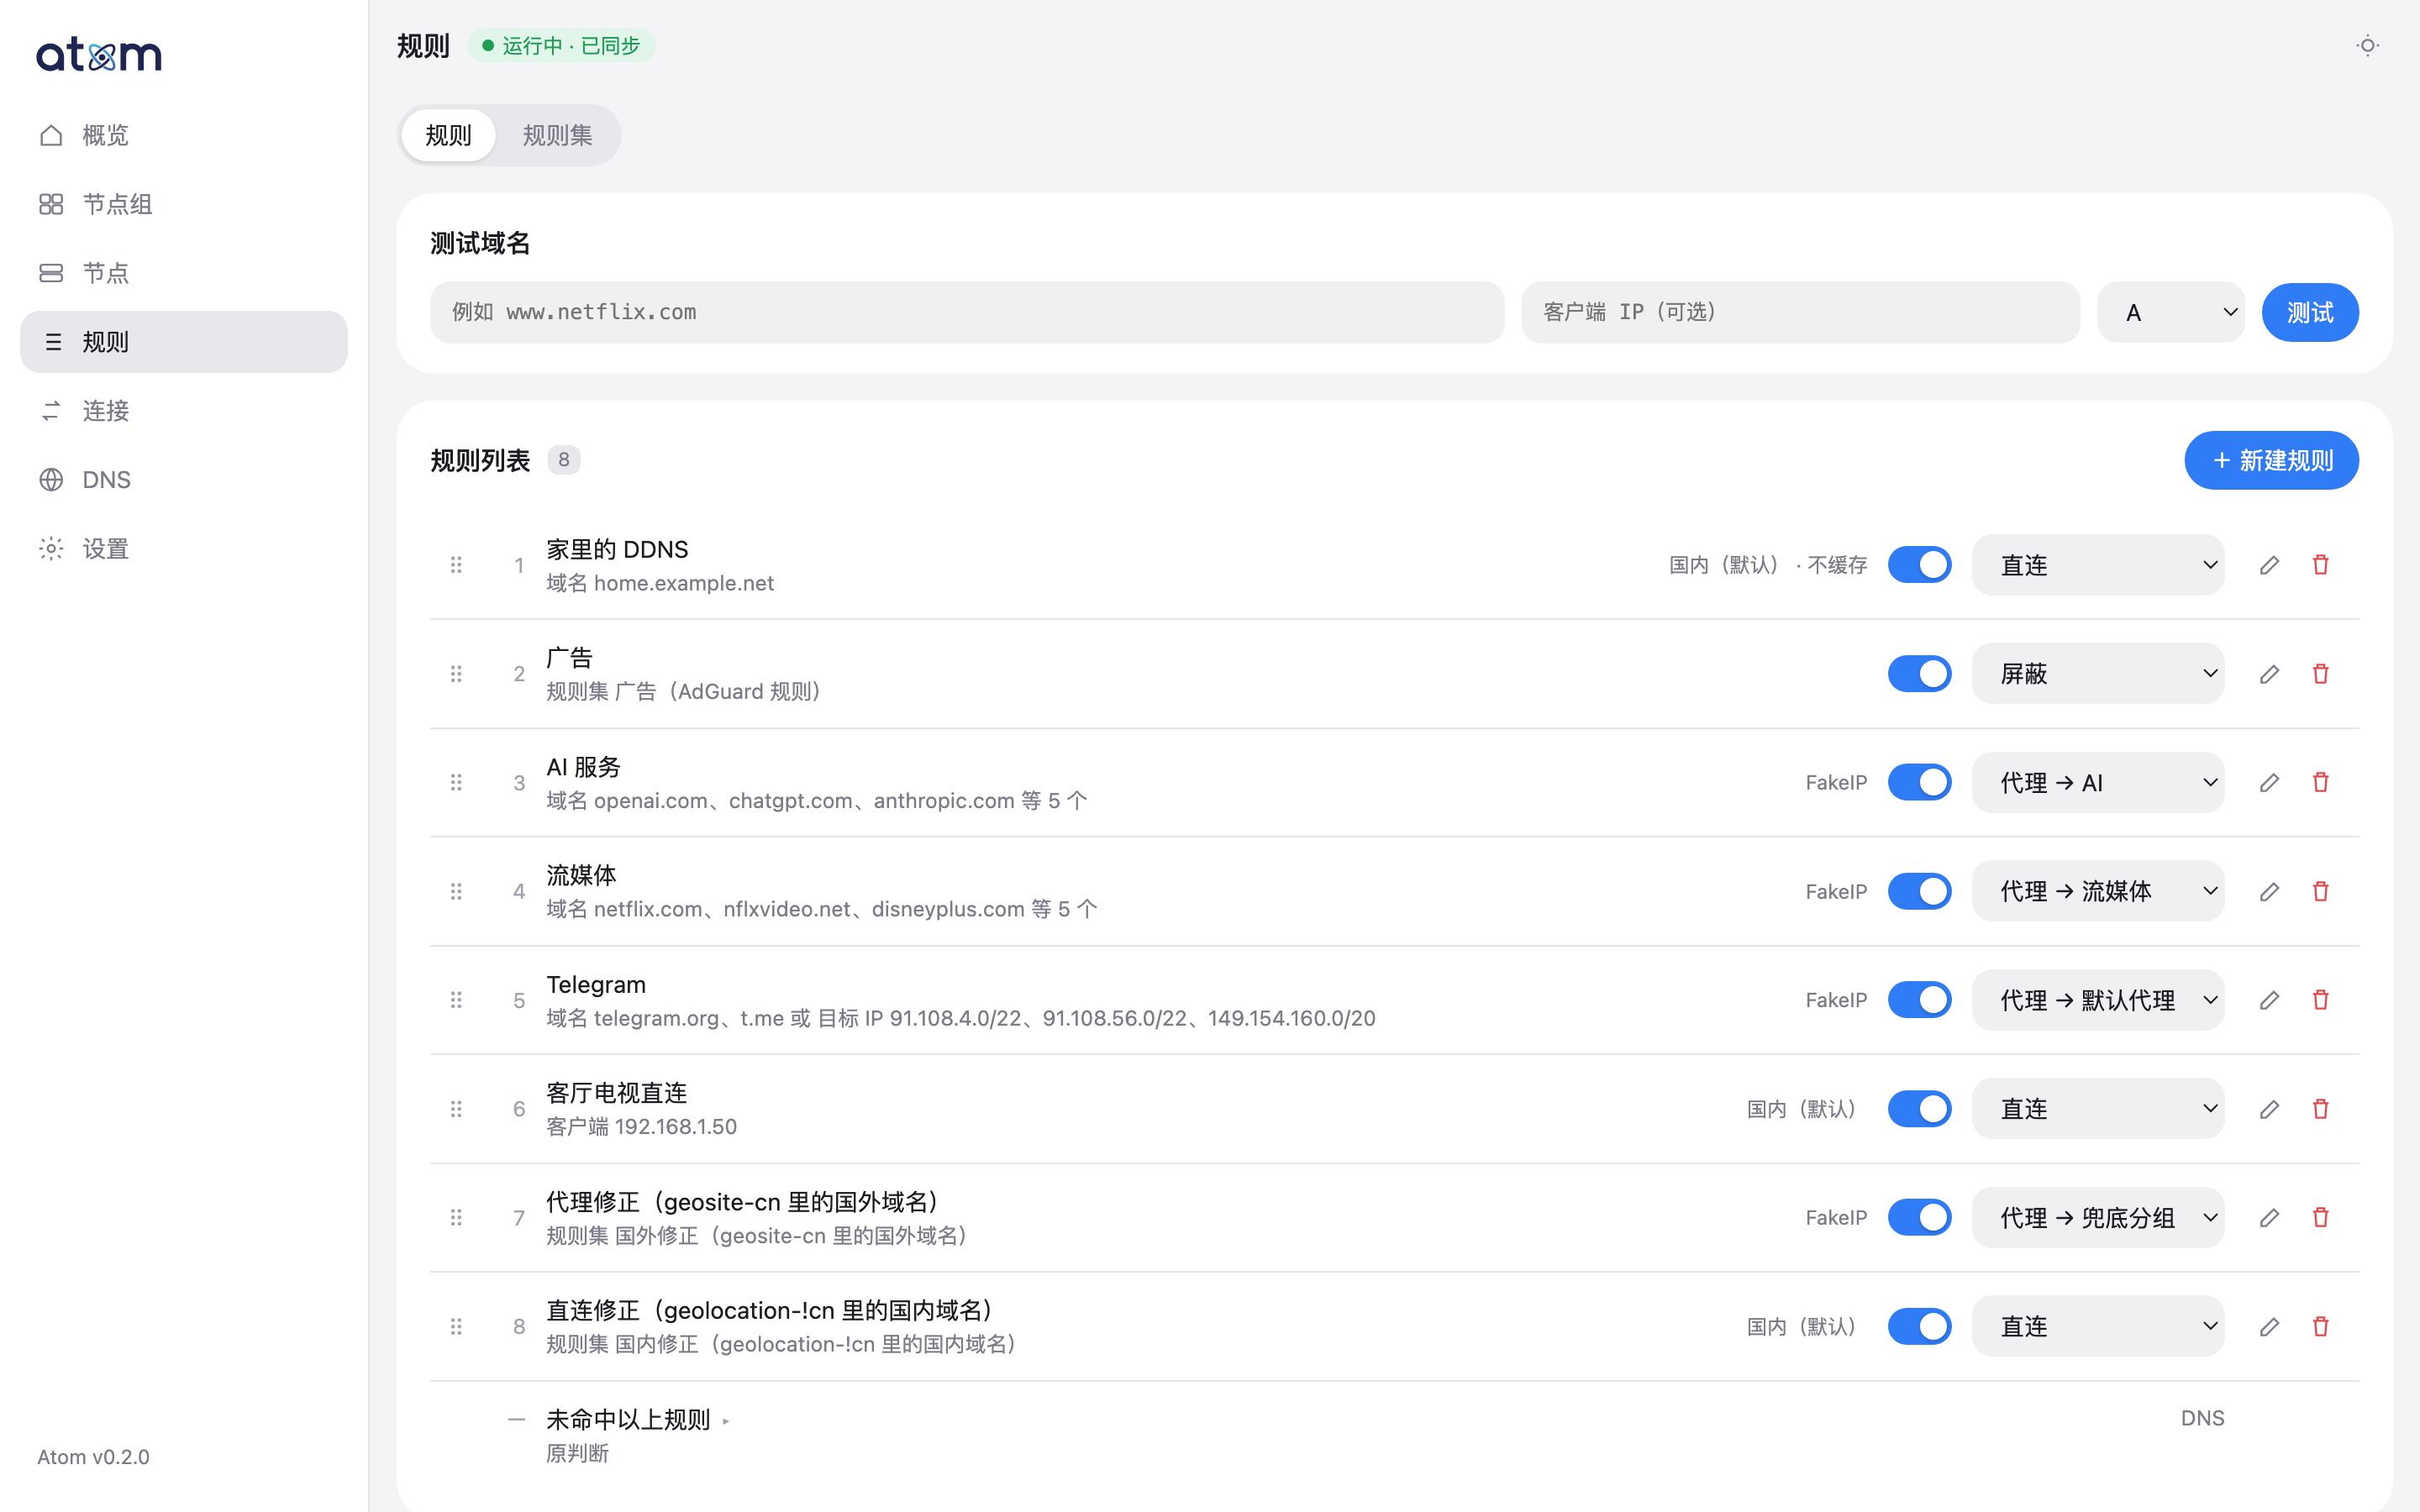 atom
概览
节点组
节点
规则
连接
DNS
设置
Atom v0.2.0
规则 运行中 · 已同步
规则 规则集
测试域名
例如 www.netflix.com 客户端 IP（可选） A 测试
规则列表 8 + 新建规则
1 家里的 DDNS
域名 home.example.net
国内（默认） · 不缓存 直连
2 广告
规则集 广告（AdGuard 规则）
屏蔽
3 AI 服务
域名 openai.com、chatgpt.com、anthropic.com 等 5 个
FakeIP 代理 → AI
4 流媒体
域名 netflix.com、nflxvideo.net、disneyplus.com 等 5 个
FakeIP 代理 → 流媒体
5 Telegram
域名 telegram.org、t.me 或 目标 IP 91.108.4.0/22、91.108.56.0/22、149.154.160.0/20
FakeIP 代理 → 默认代理
6 客厅电视直连
客户端 192.168.1.50
国内（默认） 直连
7 代理修正（geosite-cn 里的国外域名）
规则集 国外修正（geosite-cn 里的国外域名）
FakeIP 代理 → 兜底分组
8 直连修正（geolocation-!cn 里的国内域名）
规则集 国内修正（geolocation-!cn 里的国内域名）
国内（默认） 直连
— 未命中以上规则 ▸
原判断
DNS